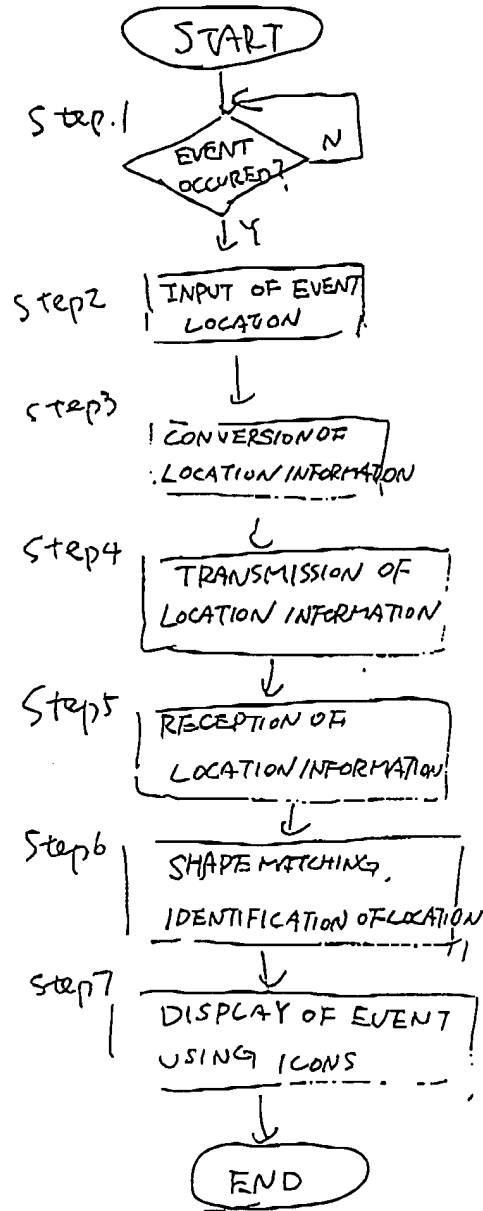 START
Step.1
EVENT
OCCURED?
N
Y
Step2
INPUT OF EVENT
LOCATION
Step3
CONVERSION OF
LOCATION INFORMATION
Step4
TRANSMISSION OF
LOCATION INFORMATION
Step5
RECEPTION OF
LOCATION INFORMATION
Step6
SHAPE MATCHING,
IDENTIFICATION OF LOCATION
Step7
DISPLAY OF EVENT
USING ICONS
END